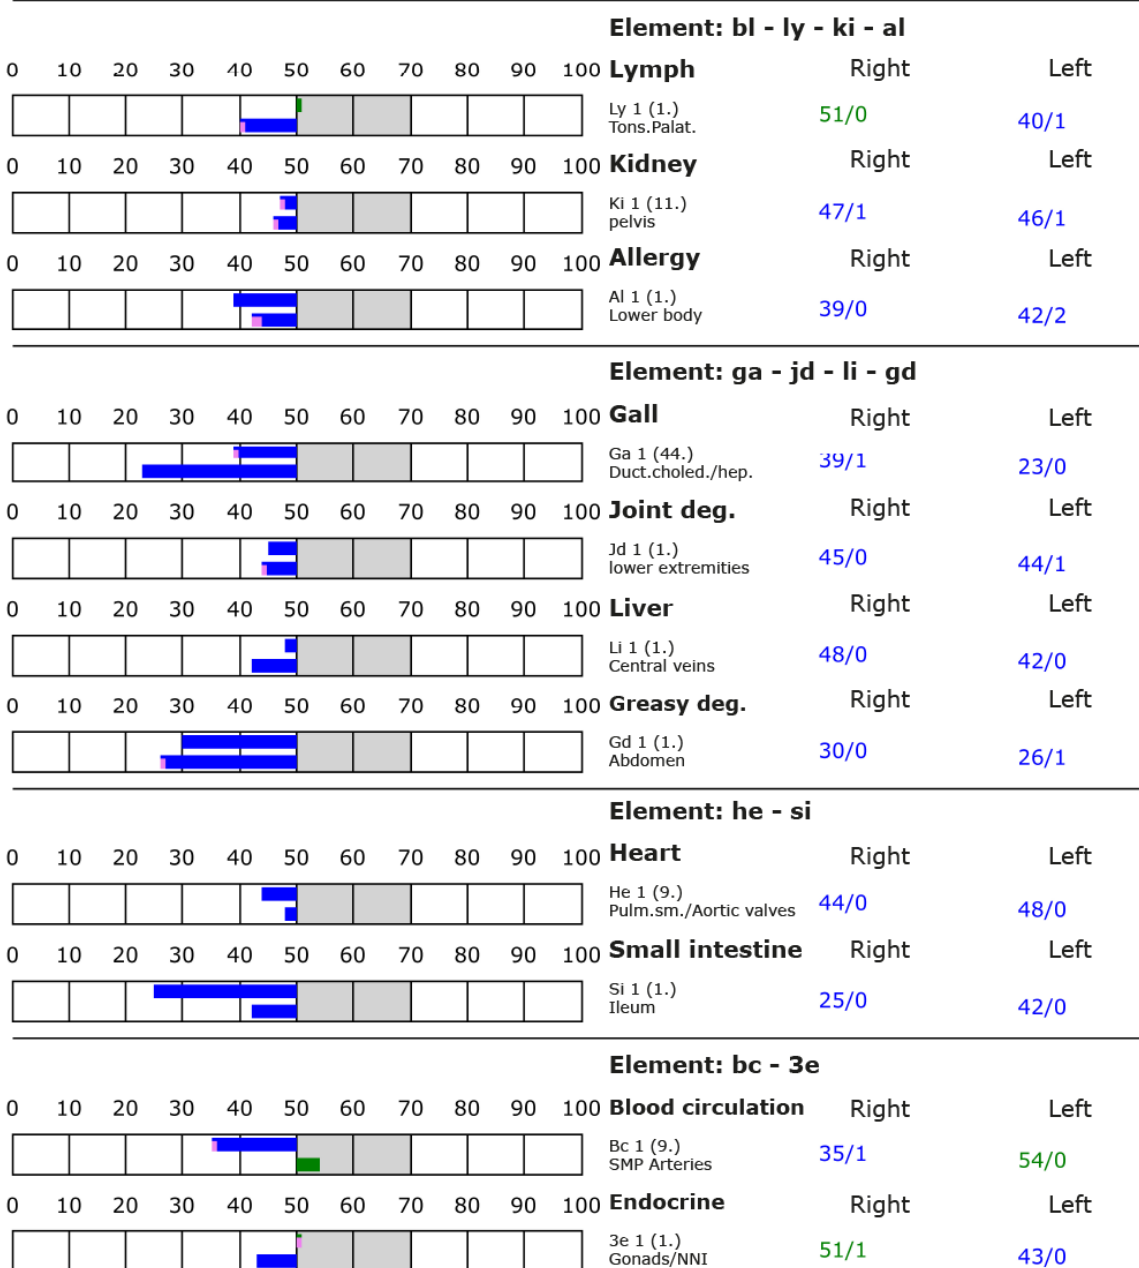 Element: bl - ly - ki - al
0 10 20 30 40 50 60 70 80 90 100 Lymph Right Left
Ly 1 (1.) 51/0 40/1
Tons.Palat.
0 10 20 30 40 50 60 70 80 90 100 Kidney Right Left
Ki 1 (11.) 47/1 46/1
pelvis
0 10 20 30 40 50 60 70 80 90 100 Allergy Right Left
Al 1 (1.) 39/0 42/2
Lower body
Element: ga - jd - li - gd
0 10 20 30 40 50 60 70 80 90 100 Gall Right Left
Ga 1 (44.) 39/1 23/0
Duct.choled./hep.
0 10 20 30 40 50 60 70 80 90 100 Joint deg. Right Left
Jd 1 (1.) 45/0 44/1
lower extremities
0 10 20 30 40 50 60 70 80 90 100 Liver Right Left
Li 1 (1.) 48/0 42/0
Central veins
0 10 20 30 40 50 60 70 80 90 100 Greasy deg. Right Left
Gd 1 (1.) 30/0 26/1
Abdomen
Element: he - si
0 10 20 30 40 50 60 70 80 90 100 Heart Right Left
He 1 (9.) 44/0 48/0
Pulm.sm./Aortic valves
0 10 20 30 40 50 60 70 80 90 100 Small intestine Right Left
Si 1 (1.) 25/0 42/0
Ileum
Element: bc - 3e
0 10 20 30 40 50 60 70 80 90 100 Blood circulation Right Left
Bc 1 (9.) 35/1 54/0
SMP Arteries
0 10 20 30 40 50 60 70 80 90 100 Endocrine Right Left
3e 1 (1.) 51/1 43/0
Gonads/NNI